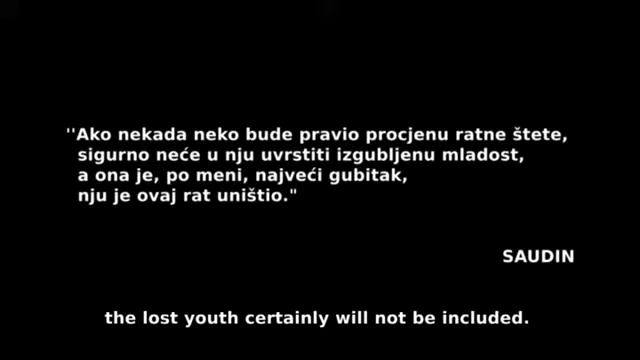 ''Ako nekada neko bude pravio procjenu ratne štete,
sigurno neće u nju uvrstiti izgubljenu mladost,
a ona je, po meni, najveći gubitak,
nju je ovaj rat uništio."
SAUDIN
the lost youth certainly will not be included.